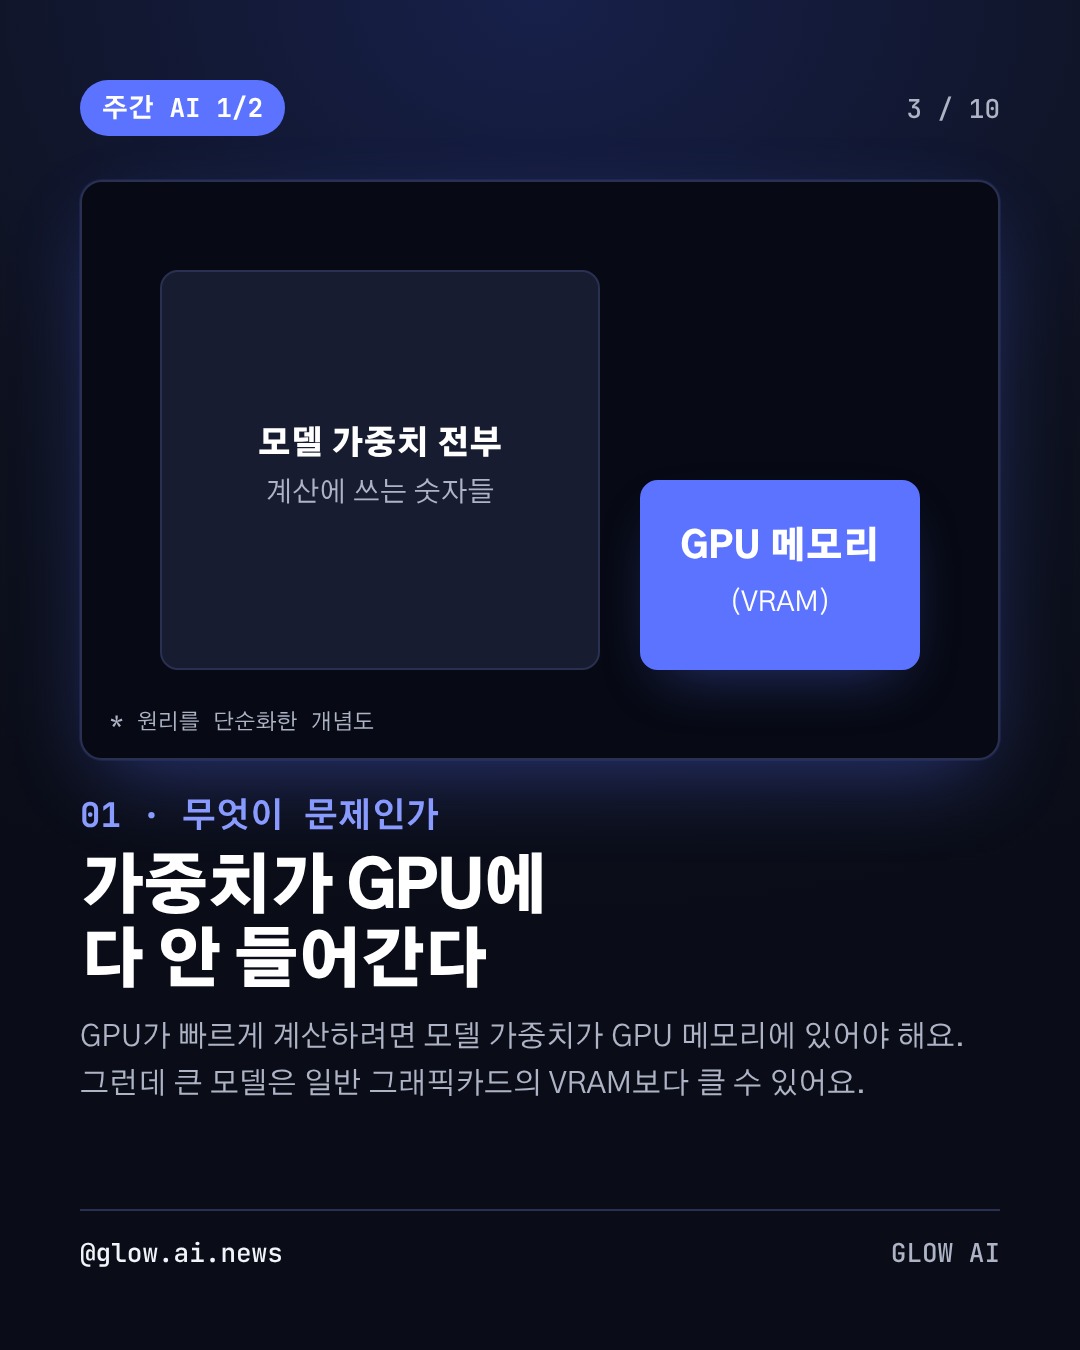 주간 AI 1/2
3 / 10
모델 가중치 전부
계산에 쓰는 숫자들
GPU 메모리
(VRAM)
* 원리를 단순화한 개념도
01 · 무엇이 문제인가
가중치가 GPU에
다 안 들어간다
GPU가 빠르게 계산하려면 모델 가중치가 GPU 메모리에 있어야 해요.
그런데 큰 모델은 일반 그래픽카드의 VRAM보다 클 수 있어요.
@glow.ai.news
GLOW AI